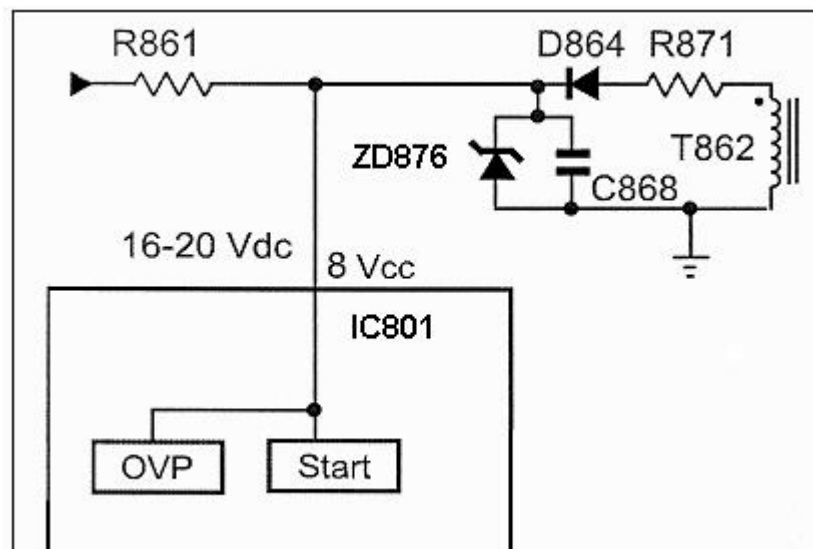 R861
D864
R871
ZD876
C868
T862
16-20 Vdc
8 Vcc
IC801
OVP
Start